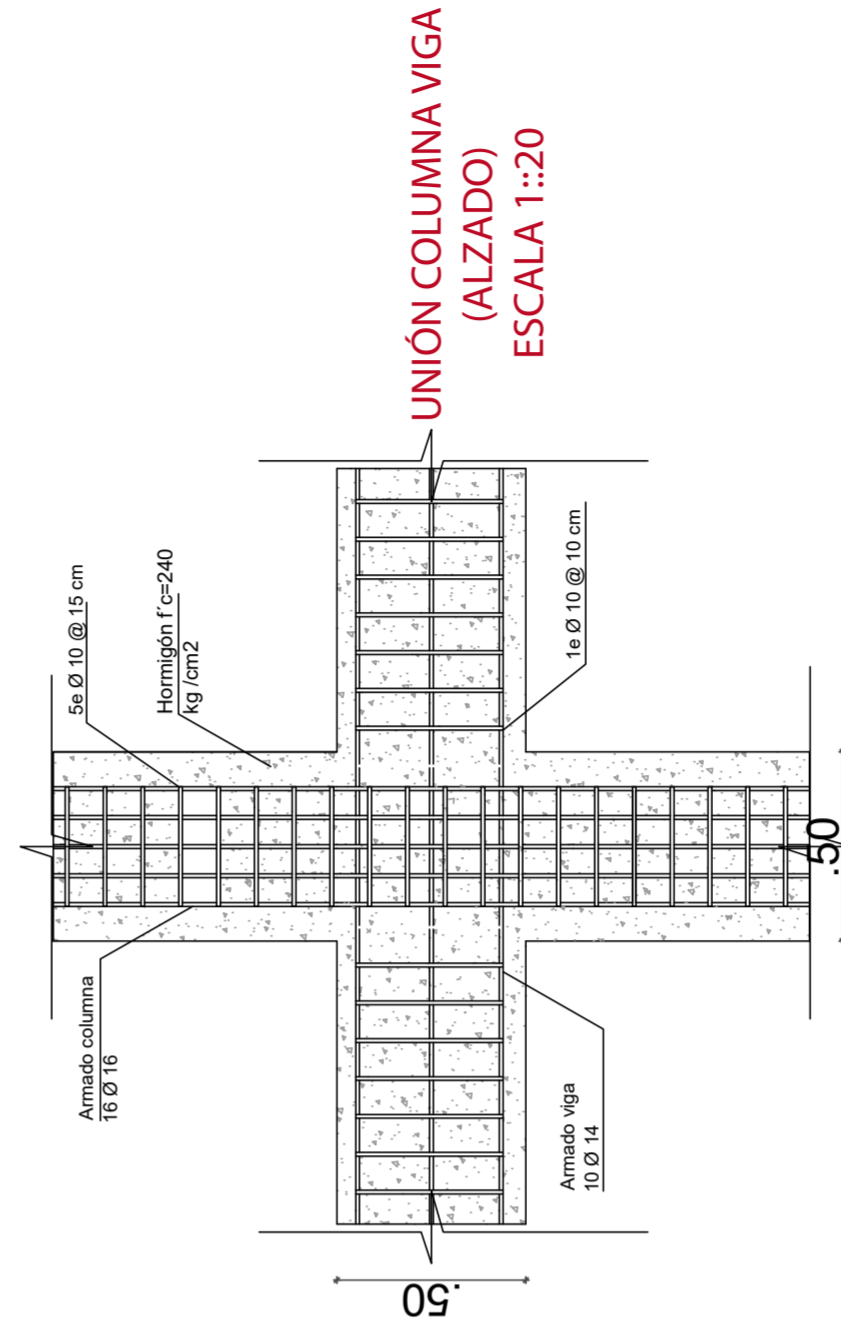 UNIÓN COLUMNA VIGA
(ALZADO)
ESCALA 1::20
5e Ø 10 @ 15 cm
Hormigón f´c=240
kg /cm2
1e Ø 10 @ 10 cm
Armado columna
16 Ø 16
Armado viga
10 Ø 14
.50
.50